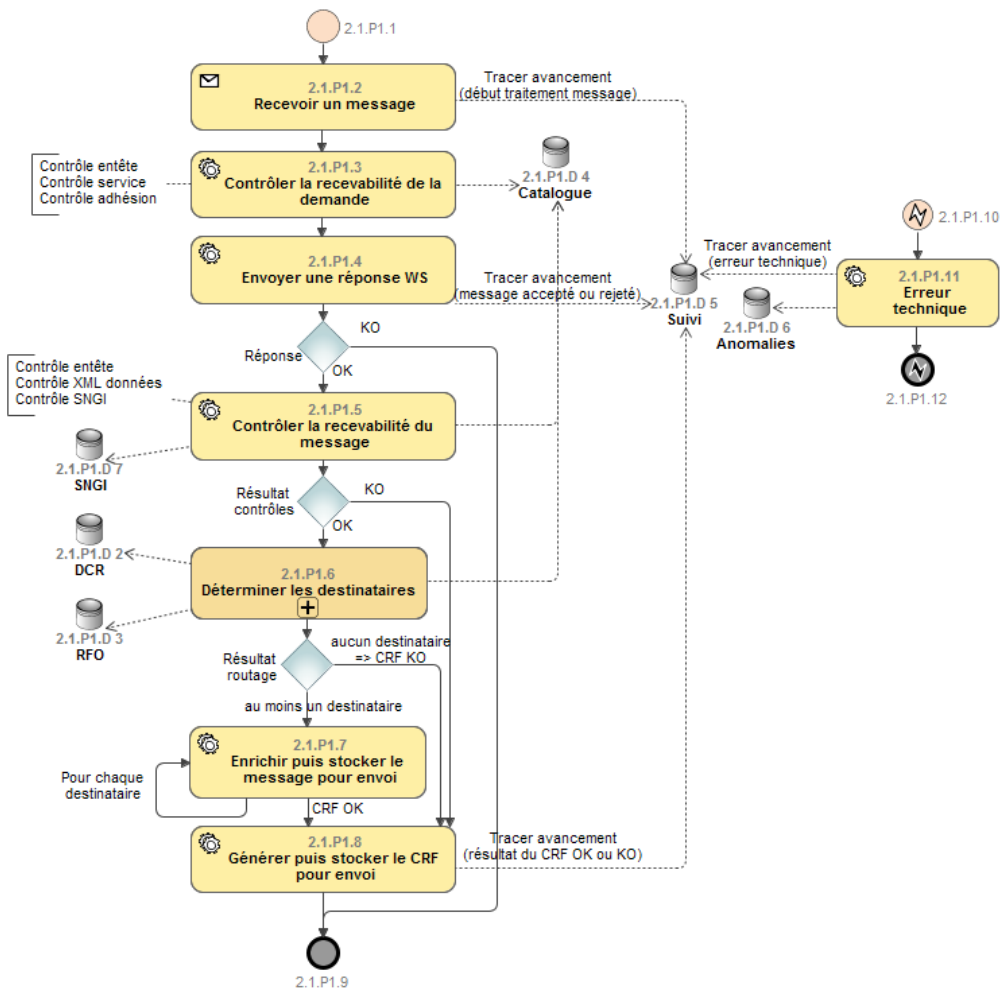 2.1.P1.1
2.1.P1.2
Recevoir un message
Tracer avancement
(début traitement message)
Contrôle entête
Contrôle service
Contrôle adhésion
2.1.P1.3
Contrôler la recevabilité de la
demande
2.1.P1.D 4
Catalogue
2.1.P1.10
2.1.P1.4
Envoyer une réponse WS
Tracer avancement
(message accepté ou rejeté)
2.1.P1.D 5
Suivi
Tracer avancement
(erreur technique)
2.1.P1.11
Erreur
technique
2.1.P1.D 6
Anomalies
2.1.P1.12
Réponse
KO
OK
Contrôle entête
Contrôle XML données
Contrôle SNGI
2.1.P1.5
Contrôler la recevabilité du
message
2.1.P1.D 7
SNGI
Résultat
contrôles
KO
OK
2.1.P1.D 2
DCR
2.1.P1.6
Déterminer les destinataires
2.1.P1.D 3
RFO
Résultat
routage
aucun destinataire
=> CRF KO
au moins un destinataire
2.1.P1.7
Enrichir puis stocker le
message pour envoi
Pour chaque
destinataire
CRF OK
2.1.P1.8
Générer puis stocker le CRF
pour envoi
Tracer avancement
(résultat du CRF OK ou KO)
2.1.P1.9